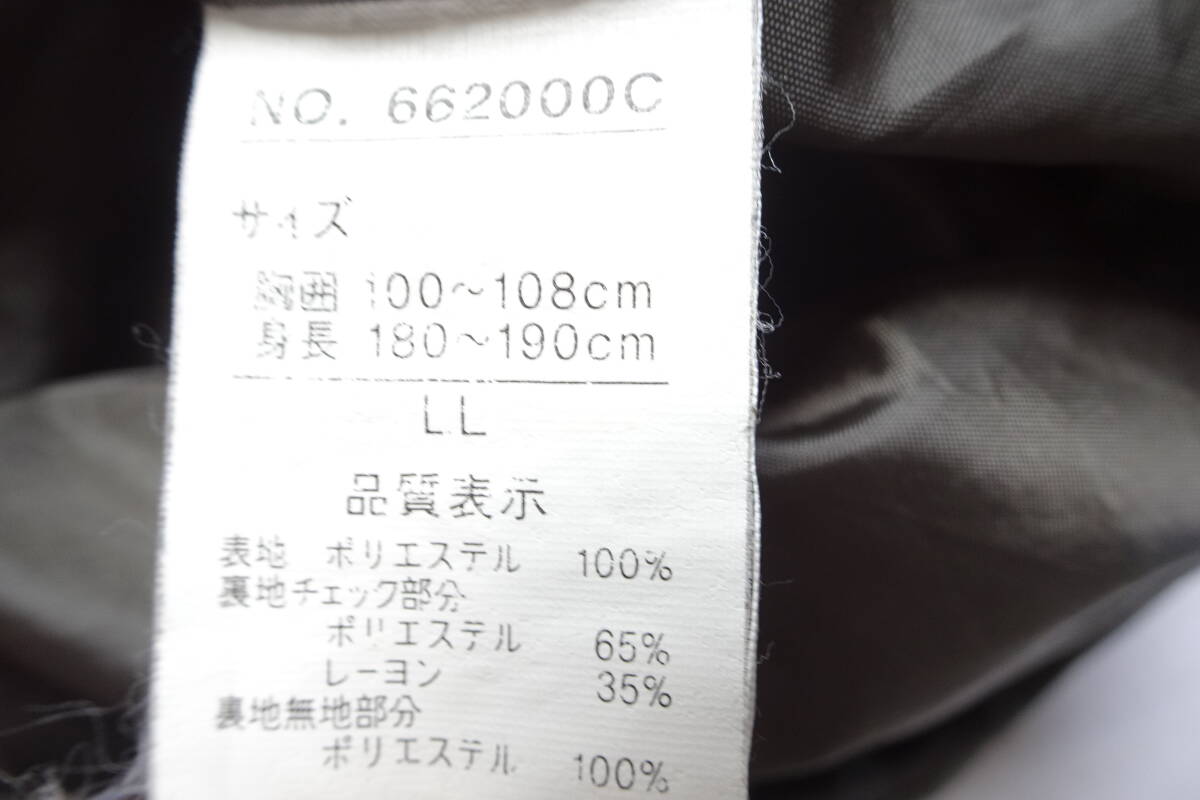 NO. 662000C
サイズ
胸囲 100～108cm
身長 180～190cm
LL
品質表示
表地 ポリエステル 100%
裏地チェック部分
ポリエステル 65%
レーヨン 35%
裏地無地部分
ポリエステル 100%